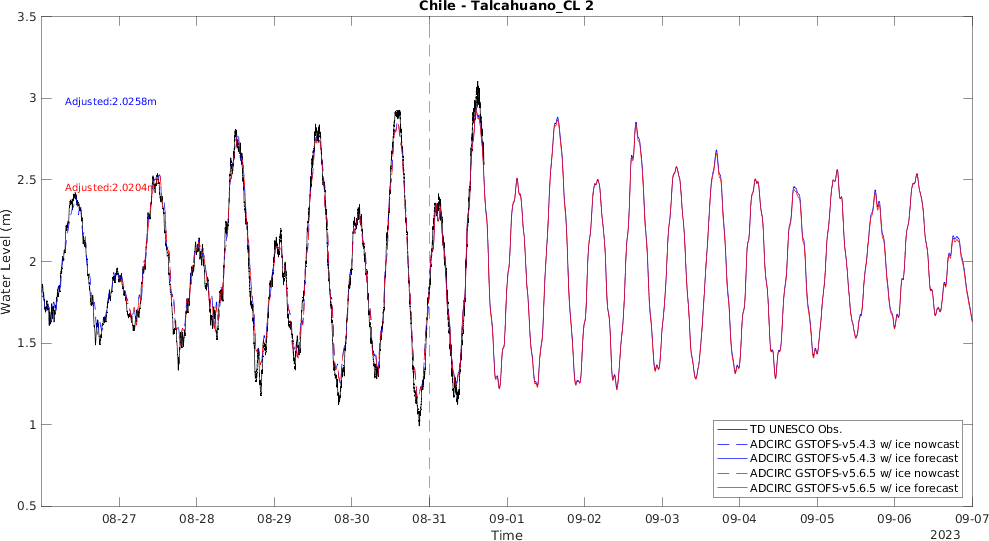 Chile - Talcahuano_CL 2
3.5
3
2.5
2
1.5
1
0.5
Water Level (m)
Adjusted:2.0258m
Adjusted:2.0204m
TD UNESCO Obs.
ADCIRC GSTOFS-v5.4.3 w/ ice nowcast
ADCIRC GSTOFS-v5.4.3 w/ ice forecast
ADCIRC GSTOFS-v5.6.5 w/ ice nowcast
ADCIRC GSTOFS-v5.6.5 w/ ice forecast
08-27 08-28 08-29 08-30 08-31 09-01 09-02 09-03 09-04 09-05 09-06 09-07
Time
2023